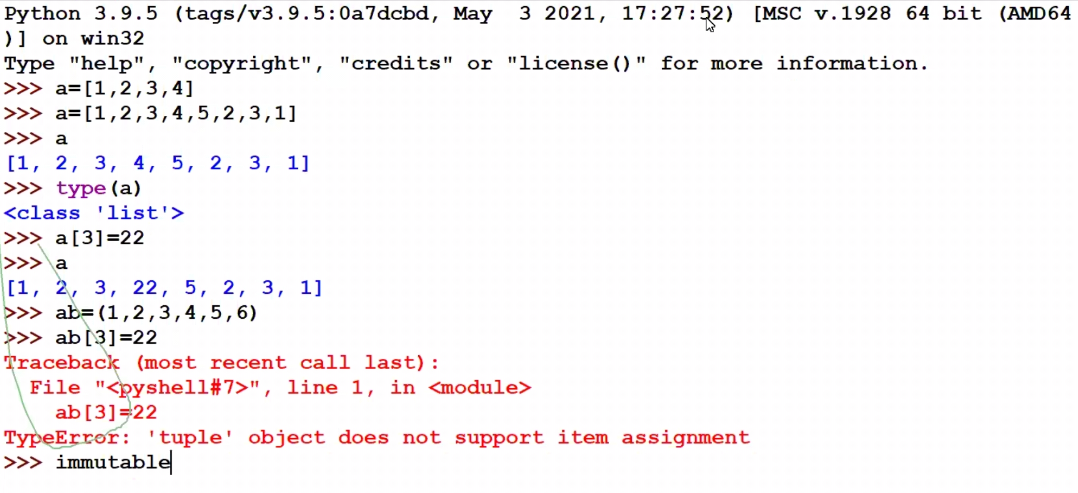 Python 3.9.5 (tags/v3.9.5:0a7dcbd, May  3 2021, 17:27:52) [MSC v.1928 64 bit (AMD64
)] on win32
Type "help", "copyright", "credits" or "license()" for more information.
>>> a=[1,2,3,4]
>>> a=[1,2,3,4,5,2,3,1]
>>> a
[1, 2, 3, 4, 5, 2, 3, 1]
>>> type(a)
<class 'list'>
>>> a[3]=22
>>> a
[1, 2, 3, 22, 5, 2, 3, 1]
>>> ab=(1,2,3,4,5,6)
>>> ab[3]=22
Traceback (most recent call last):
  File "<pyshell#7>", line 1, in <module>
    ab[3]=22
TypeError: 'tuple' object does not support item assignment
>>> immutable